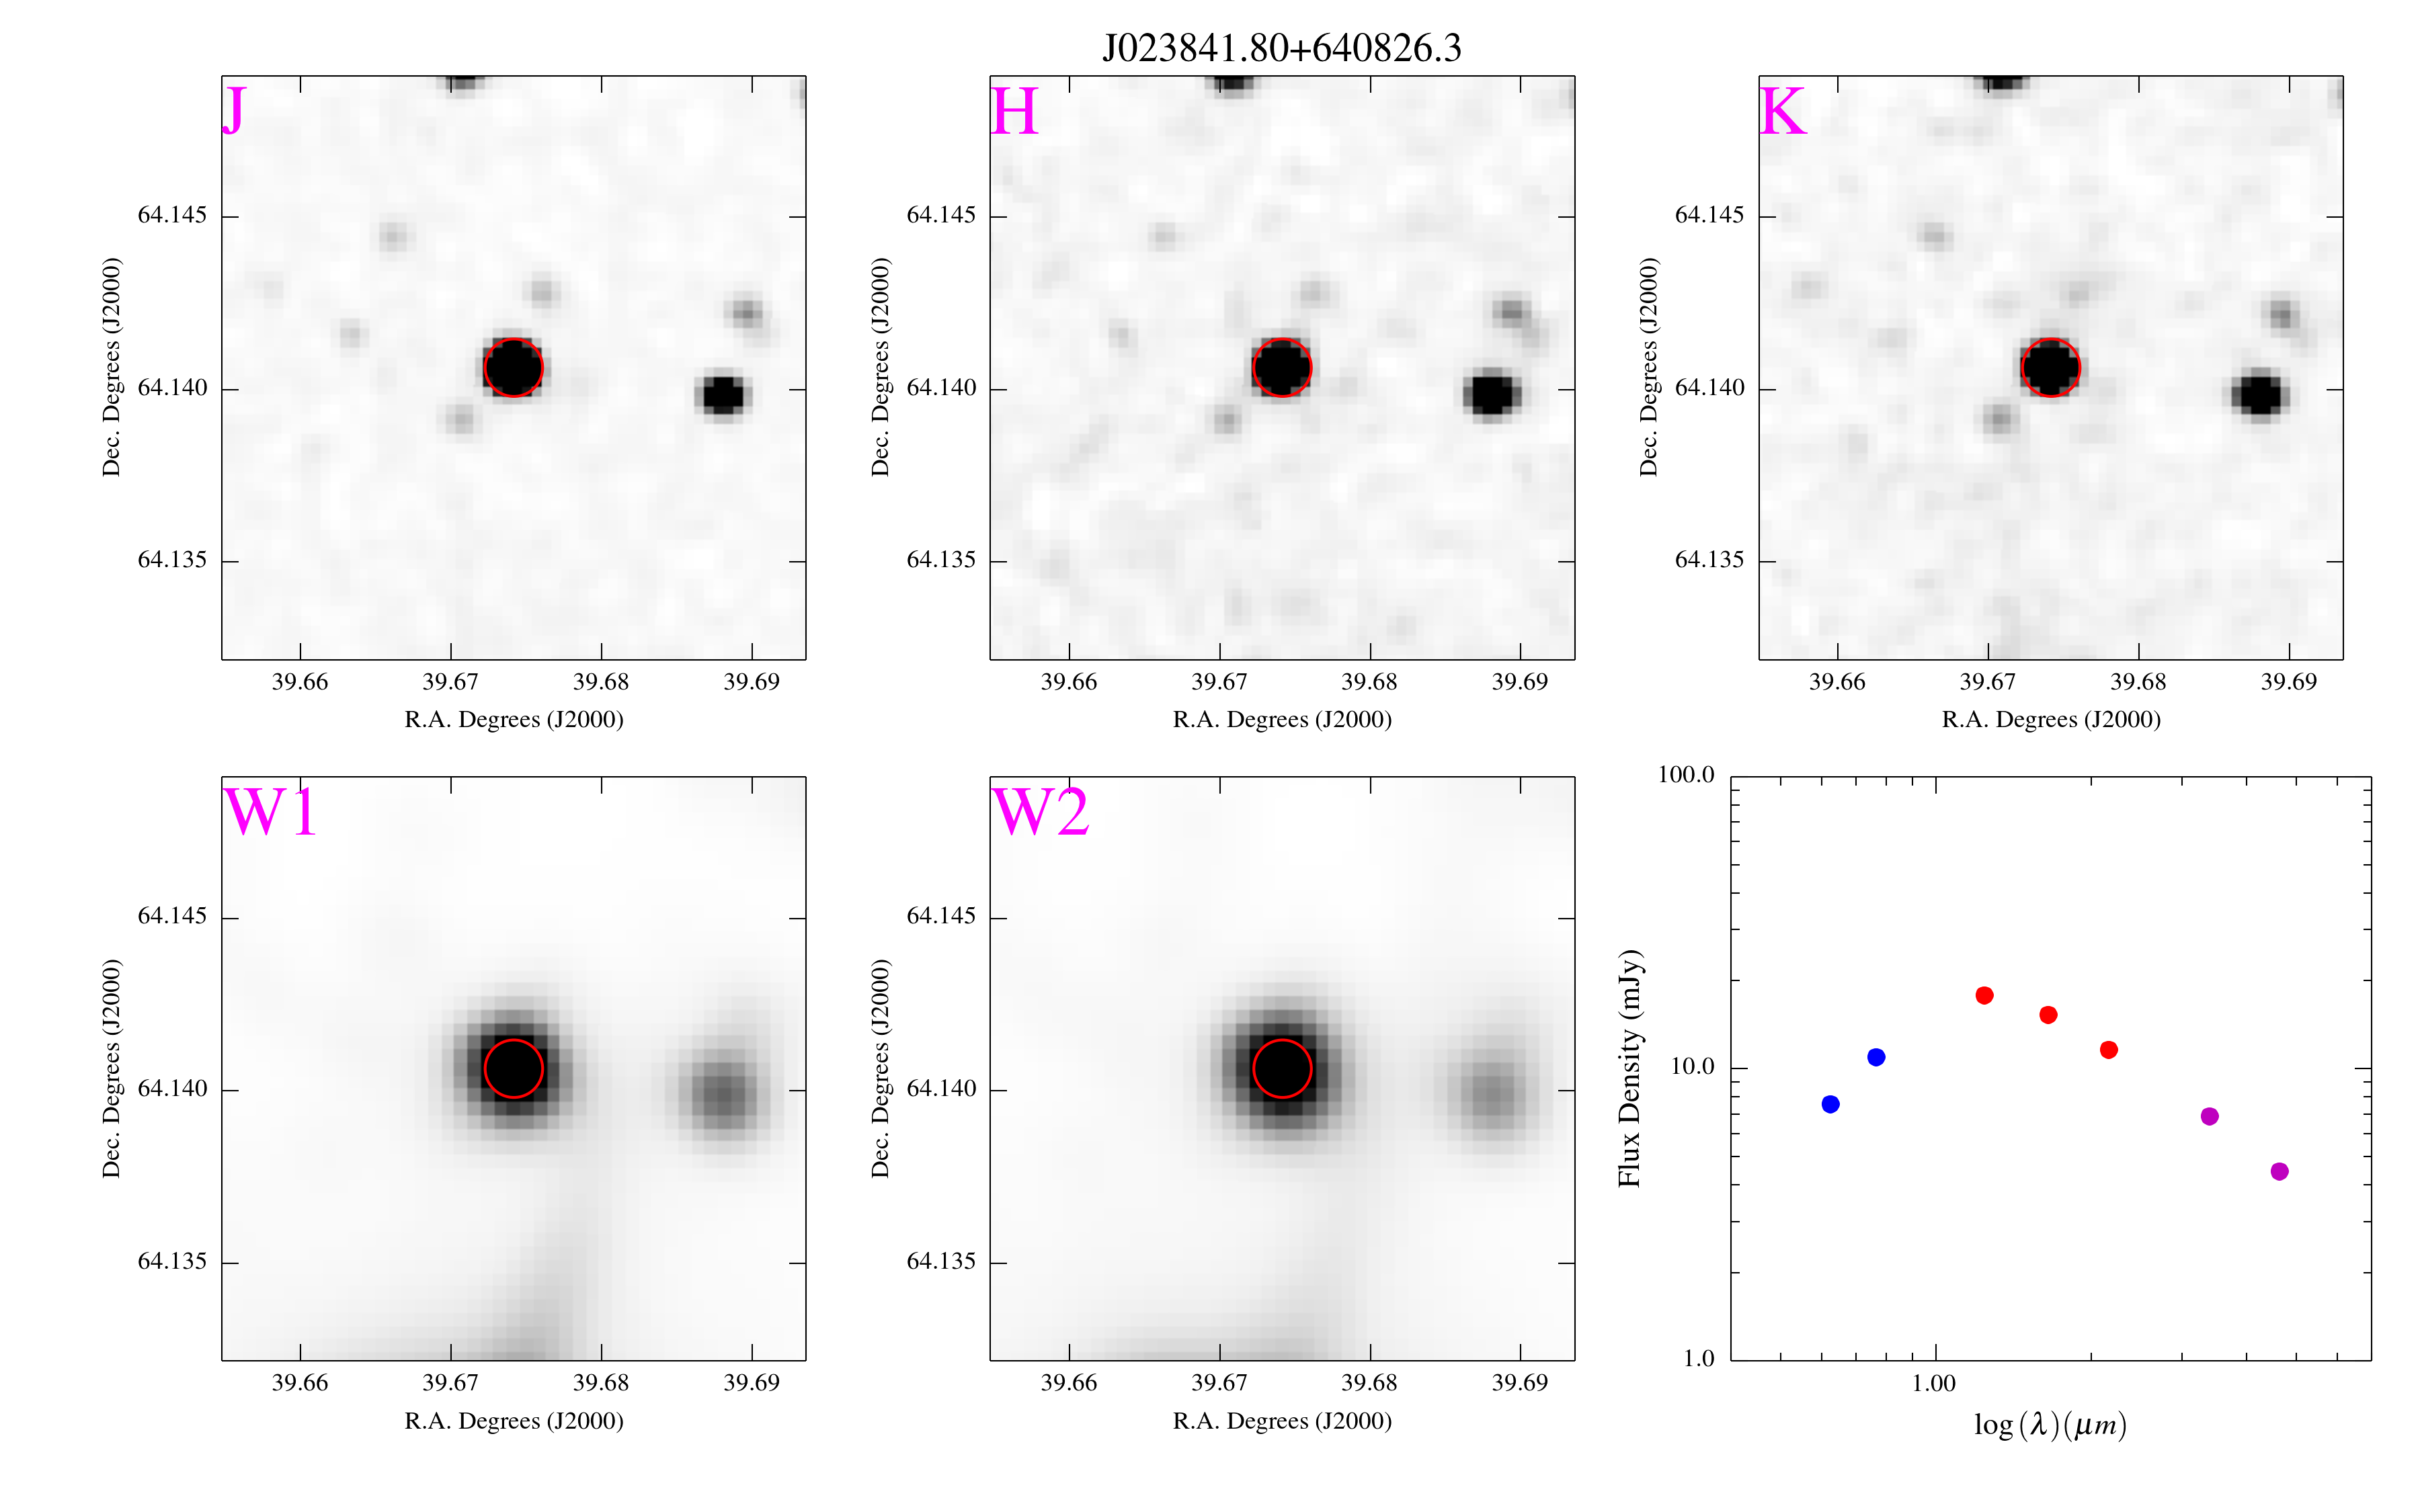 J023841.80+640826.3
J
64.145
64.140
64.135
Dec. Degrees (J2000)
39.66 39.67 39.68 39.69
R.A. Degrees (J2000)
H
64.145
64.140
64.135
Dec. Degrees (J2000)
39.66 39.67 39.68 39.69
R.A. Degrees (J2000)
K
64.145
64.140
64.135
Dec. Degrees (J2000)
39.66 39.67 39.68 39.69
R.A. Degrees (J2000)
W1
64.145
64.140
64.135
Dec. Degrees (J2000)
39.66 39.67 39.68 39.69
R.A. Degrees (J2000)
W2
64.145
64.140
64.135
Dec. Degrees (J2000)
39.66 39.67 39.68 39.69
R.A. Degrees (J2000)
100.0
10.0
1.0
Flux Density (mJy)
1.00
log(λ)(μm)